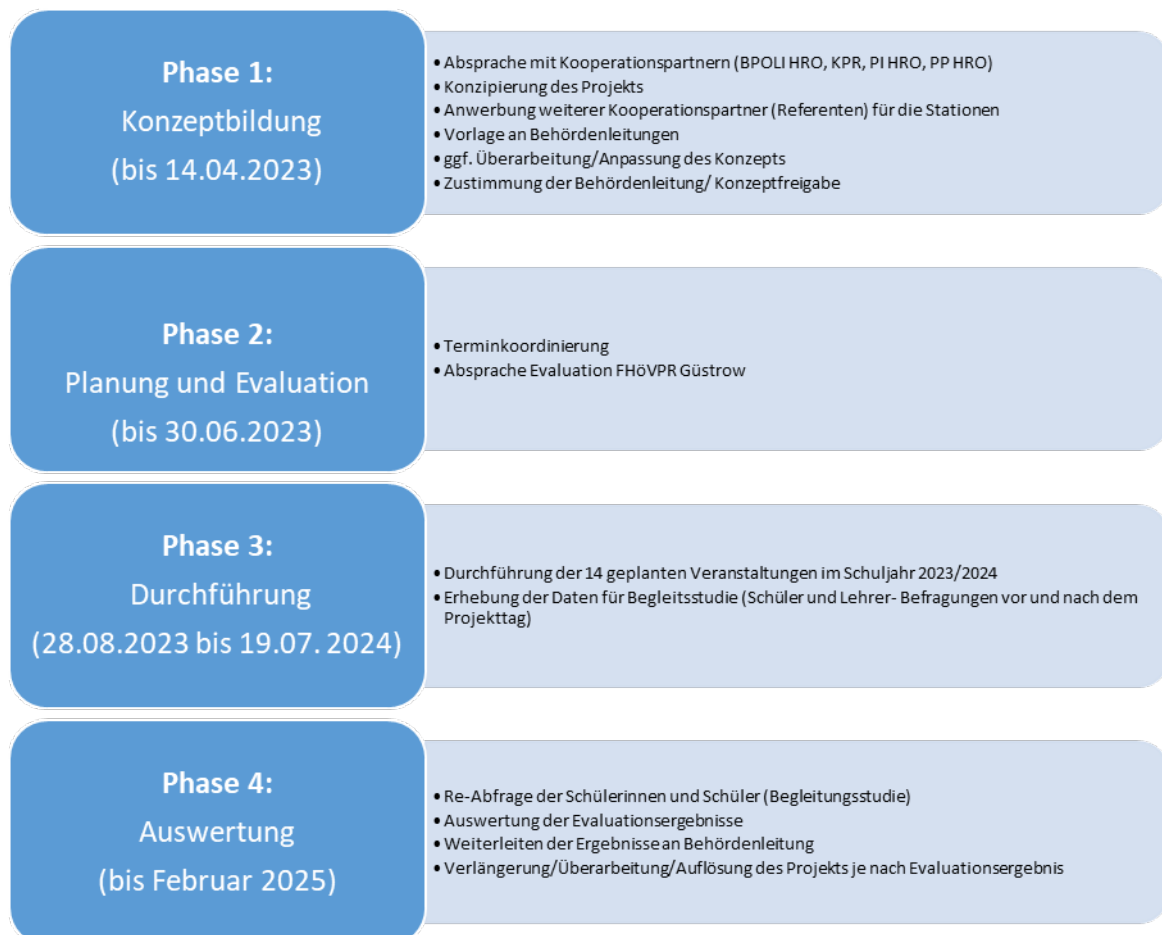 Phase 1:
Konzeptbildung
(bis 14.04.2023)
• Absprache mit Kooperationspartnern (BPOLI HRO, KPR, PI HRO, PP HRO)
• Konzipierung des Projekts
• Anwerbung weiterer Kooperationspartner (Referenten) für die Stationen
• Vorlage an Behördenleitungen
• ggf. Überarbeitung/Anpassung des Konzepts
• Zustimmung der Behördenleitung/ Konzeptfreigabe
Phase 2:
Planung und Evaluation
(bis 30.06.2023)
• Terminkoordinierung
• Absprache Evaluation FHöVPR Güstrow
Phase 3:
Durchführung
(28.08.2023 bis 19.07. 2024)
• Durchführung der 14 geplanten Veranstaltungen im Schuljahr 2023/2024
• Erhebung der Daten für Begleitsstudie (Schüler und Lehrer- Befragungen vor und nach dem
Projekttag)
Phase 4:
Auswertung
(bis Februar 2025)
• Re-Abfrage der Schülerinnen und Schüler (Begleitungsstudie)
• Auswertung der Evaluationsergebnisse
• Weiterleiten der Ergebnisse an Behördenleitung
• Verlängerung/Überarbeitung/Auflösung des Projekts je nach Evaluationsergebnis